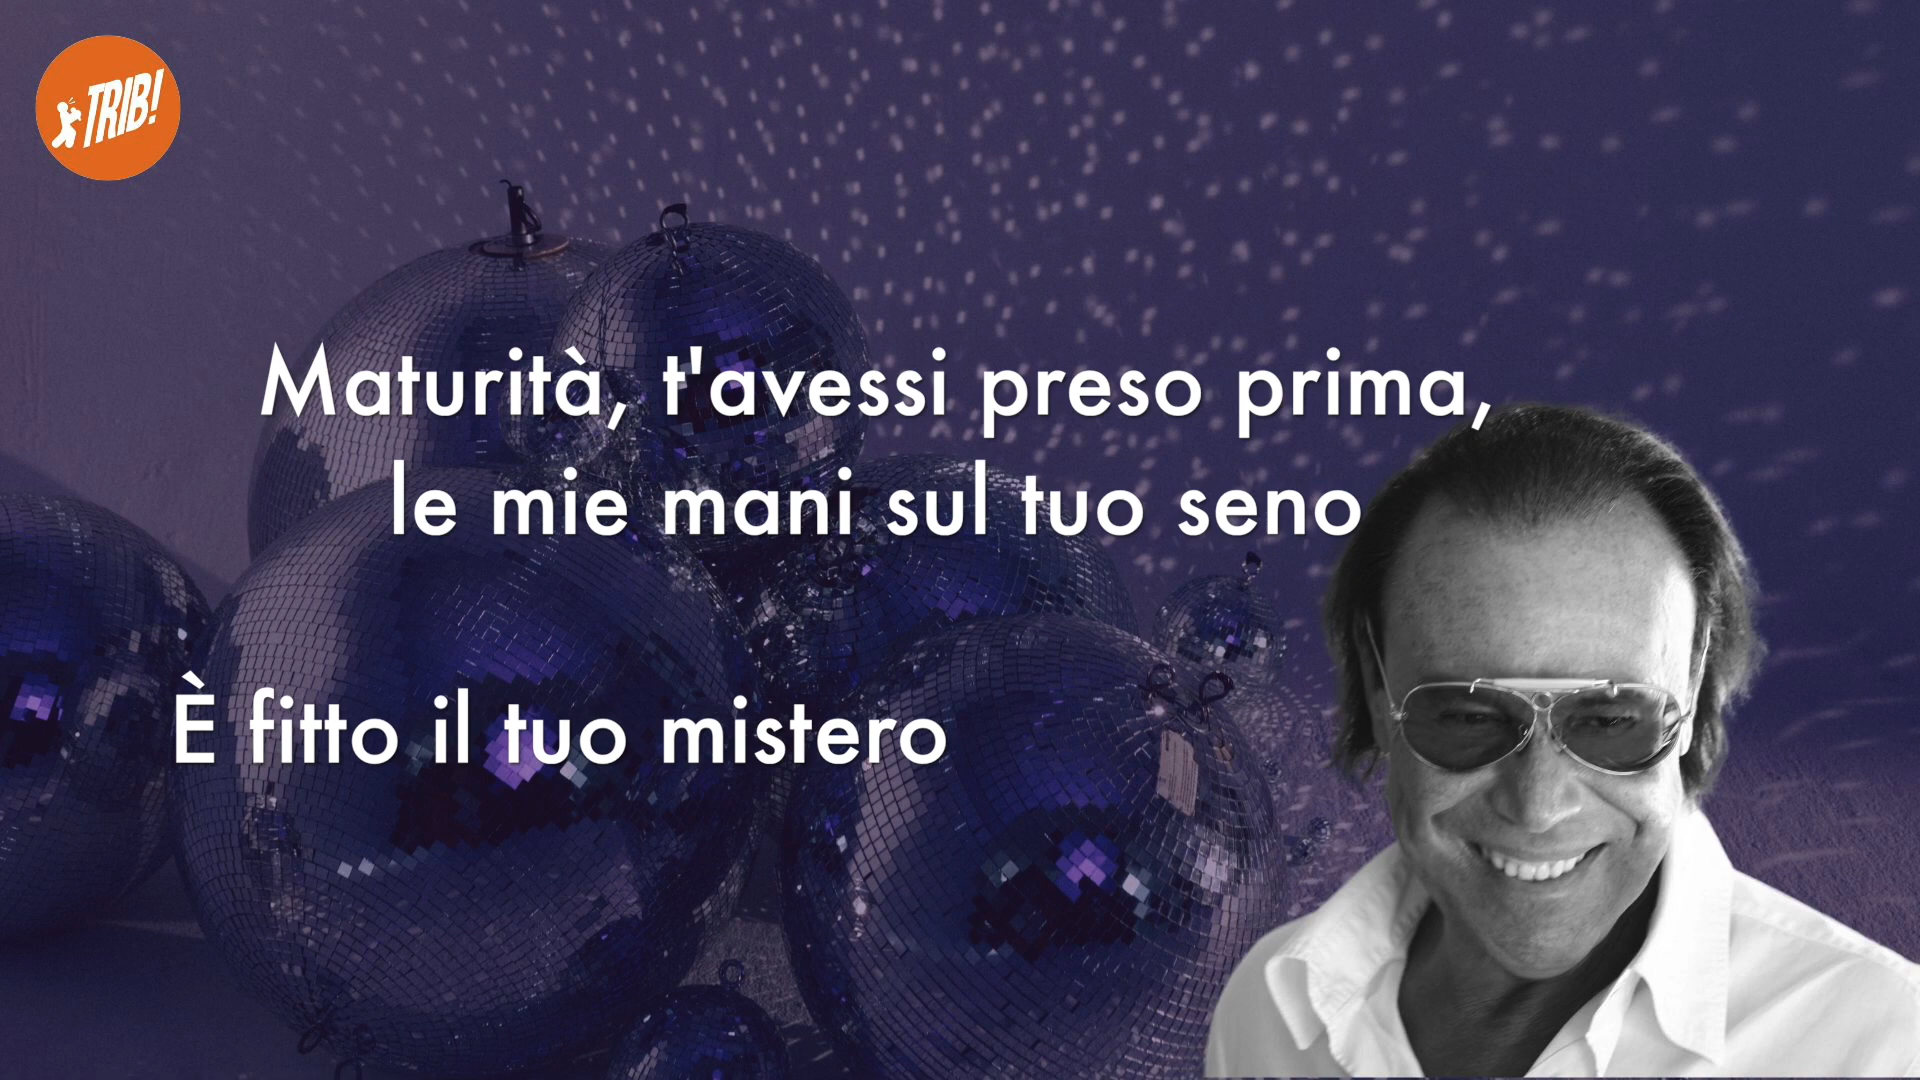 TRIB!
Maturità, t'avessi preso prima,
le mie mani sul tuo seno
È fitto il tuo mistero